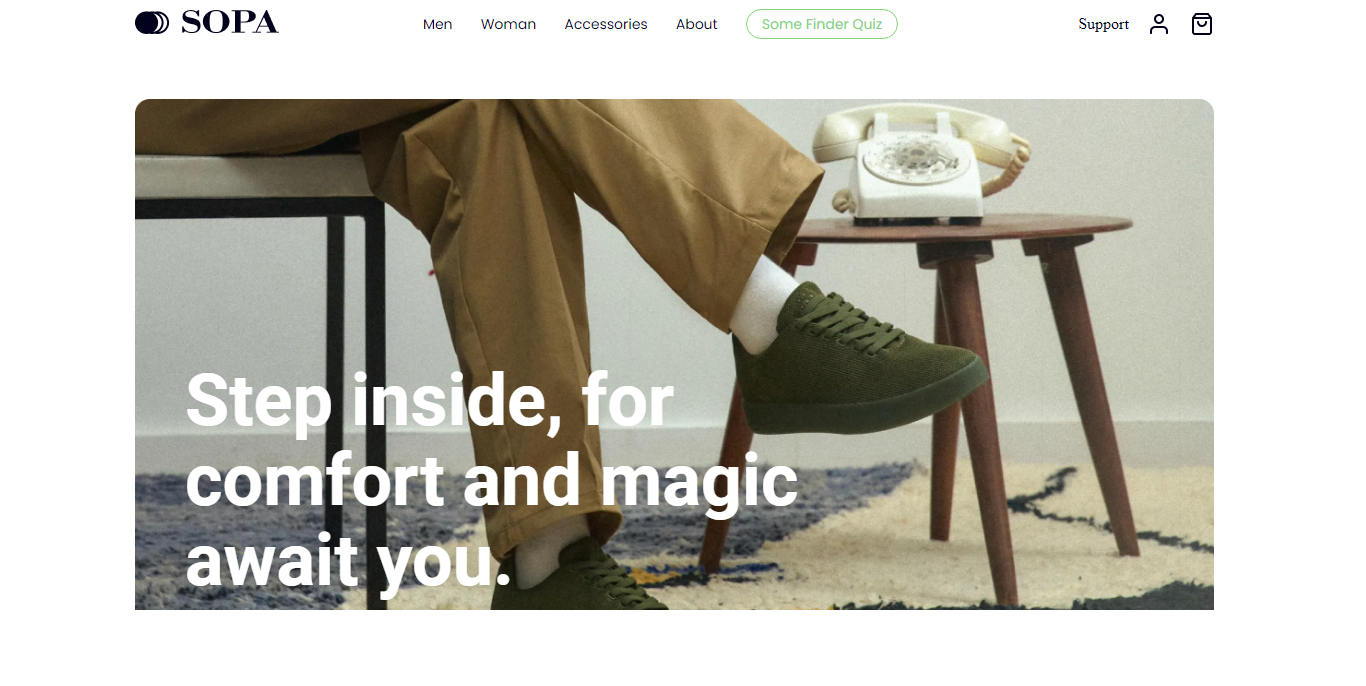 SOPA
Men Woman Accessories About Some Finder Quiz Support
Step inside, for
comfort and magic
await you.